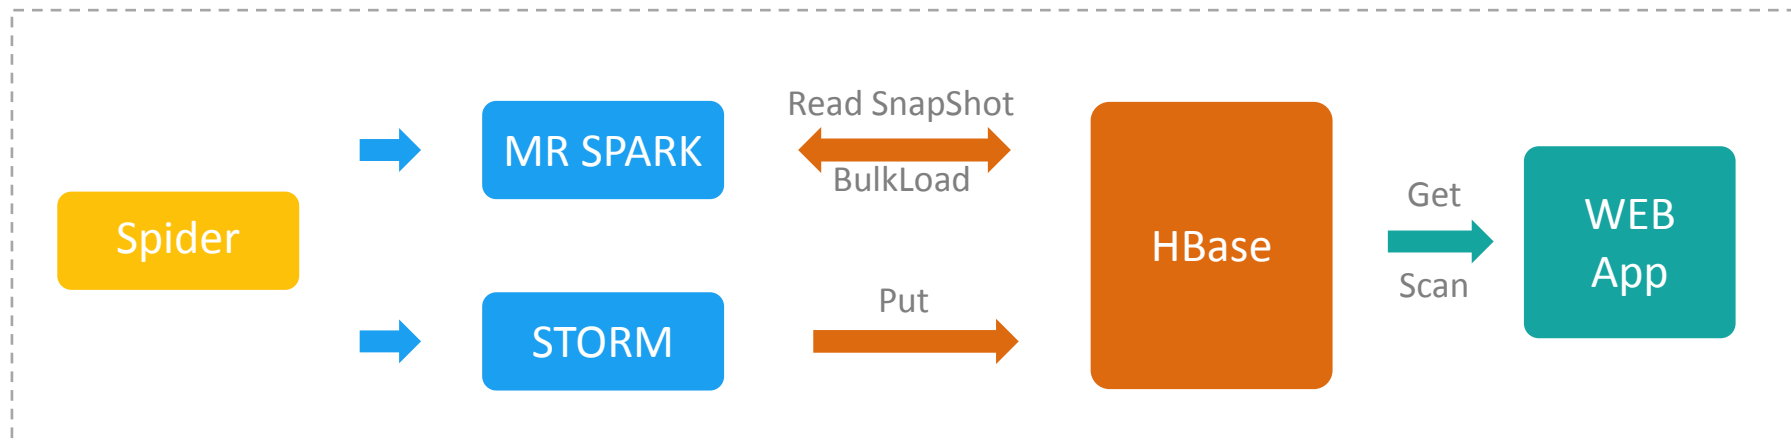 Spider
MR SPARK
STORM
Read SnapShot
BulkLoad
Put
HBase
Get
Scan
WEB
App